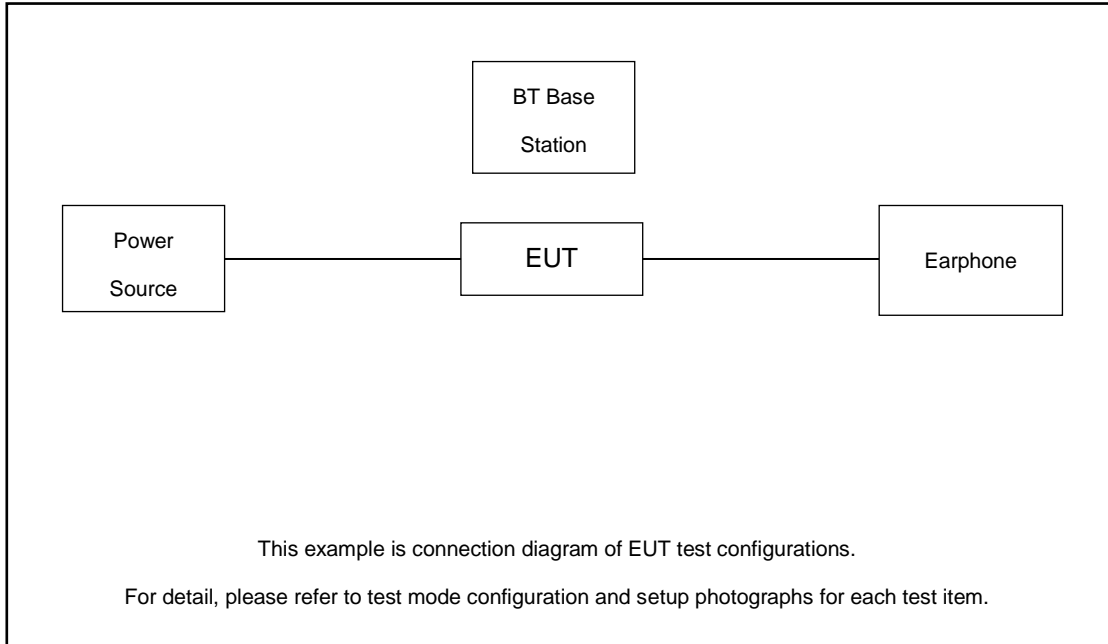 BT Base
Station
Power
Source
EUT
Earphone
This example is connection diagram of EUT test configurations.
For detail, please refer to test mode configuration and setup photographs for each test item.